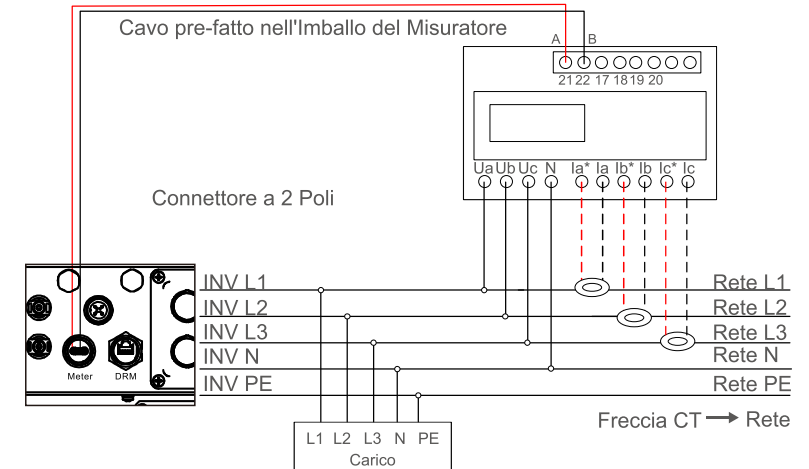 Cavo pre-fatto nell'Imballo del Misuratore
A B
21 22 17 18 19 20
Ua Ub Uc N Ia* Ia Ib* Ib Ic* Ic
Connettore a 2 Poli
INV L1 Rete L1
INV L2 Rete L2
INV L3 Rete L3
INV N Rete N
INV PE Rete PE
Meter DRM
Freccia CT → Rete
L1 L2 L3 N PE
Carico